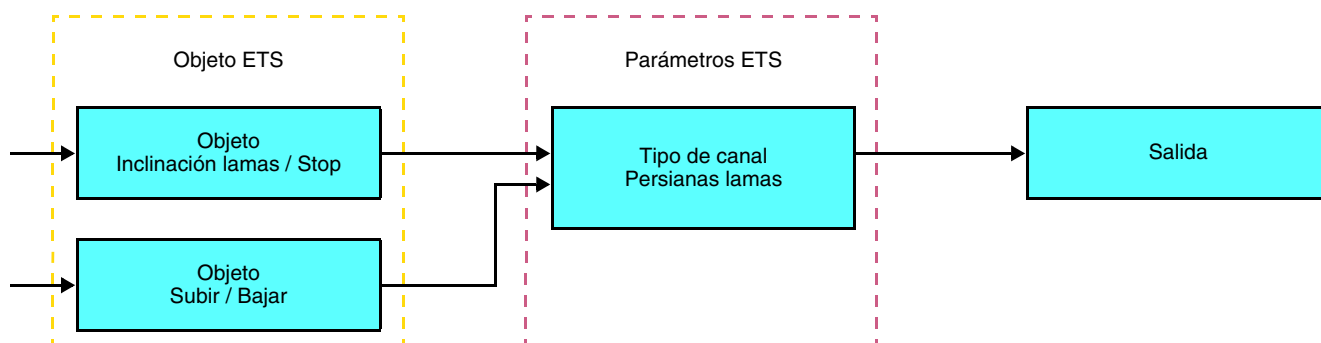 Objeto ETS
Parámetros ETS
Objeto
Inclinación lamas / Stop
Tipo de canal
Persianas lamas
Salida
Objeto
Subir / Bajar